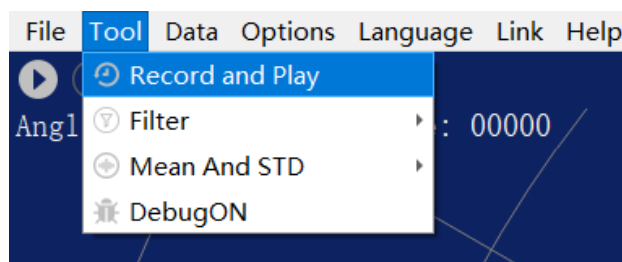 File Tool Data Options Language Link Help
Record and Play
Angl : 00000
Filter
Mean And STD
DebugON